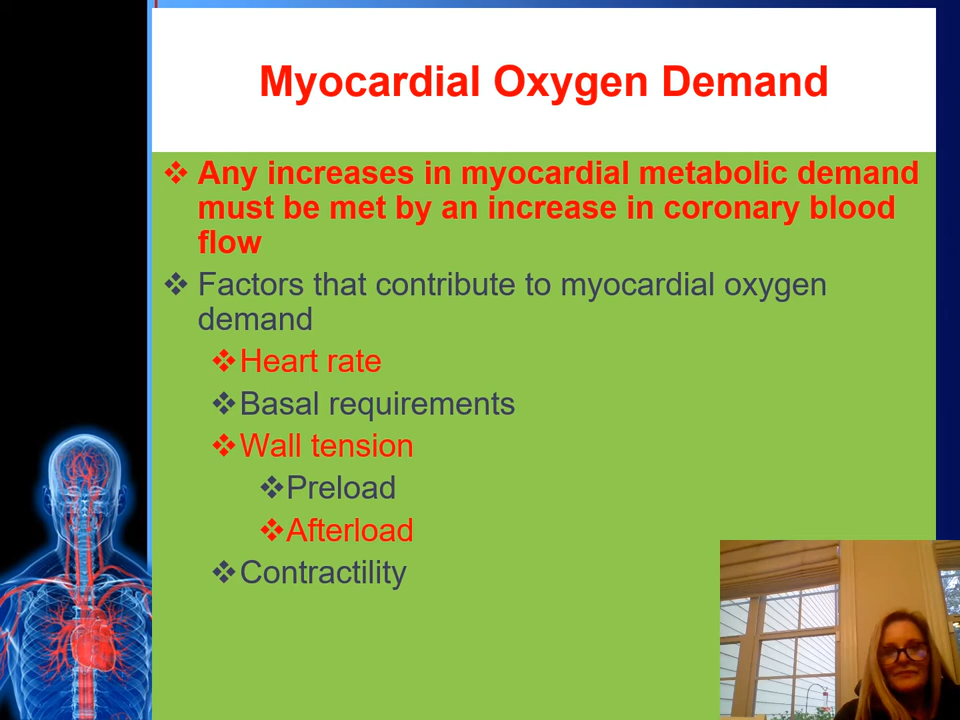 Myocardial Oxygen Demand
❖ Any increases in myocardial metabolic demand
must be met by an increase in coronary blood
flow
❖ Factors that contribute to myocardial oxygen
demand
❖Heart rate
❖Basal requirements
❖Wall tension
❖Preload
❖Afterload
❖Contractility